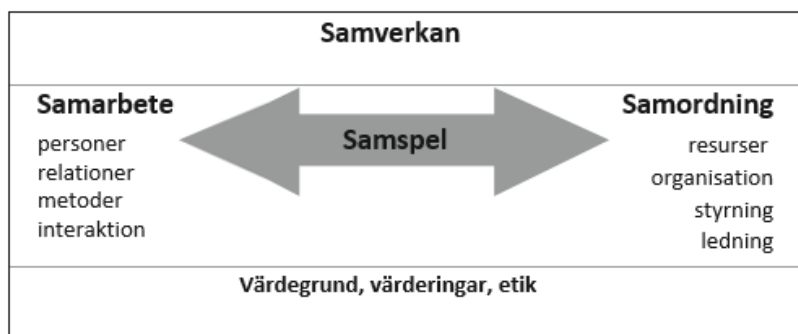 Samverkan
Samarbete
personer
relationer
metoder
interaktion
Samspel
Samordning
resurser
organisation
styrning
ledning
Värdegrund, värderingar, etik